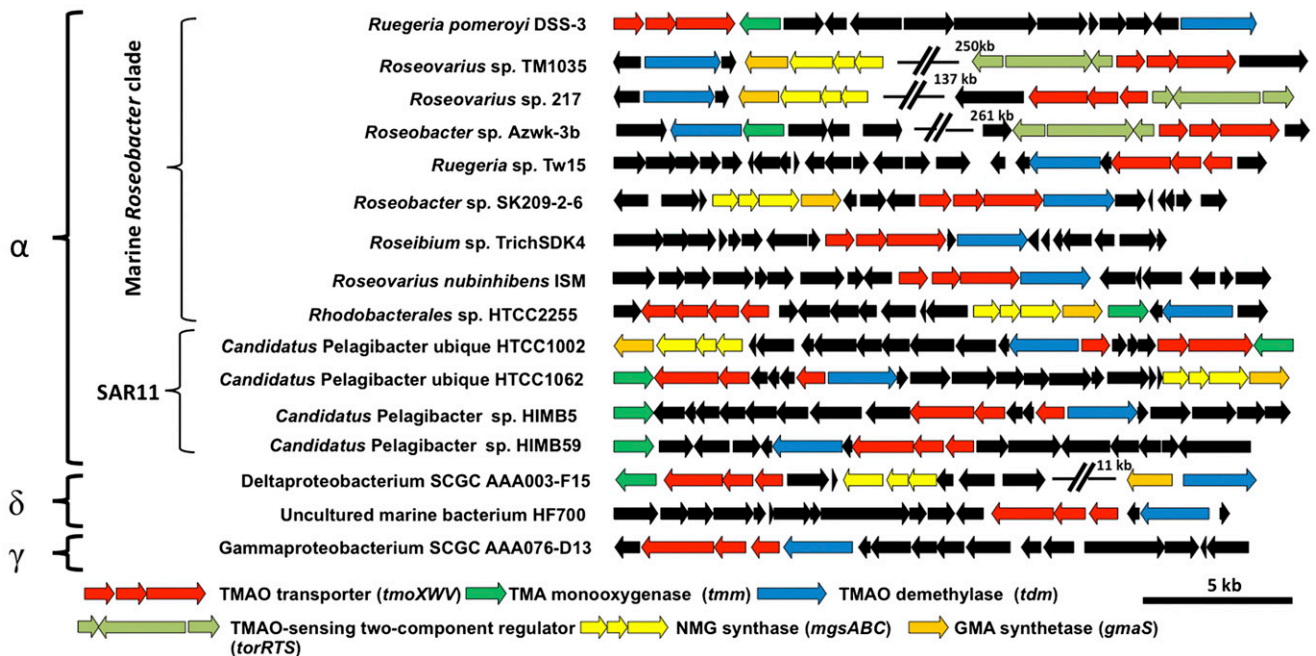 α
Marine Roseobacter clade
Ruegeria pomeroyi DSS-3
Roseovarius sp. TM1035
250kb
Roseovarius sp. 217
137 kb
Roseobacter sp. Azwk-3b
261 kb
Ruegeria sp. Tw15
Roseobacter sp. SK209-2-6
Roseibium sp. TrichSDK4
Roseovarius nubinhibens ISM
Rhodobacterales sp. HTCC2255
SAR11
Candidatus Pelagibacter ubique HTCC1002
Candidatus Pelagibacter ubique HTCC1062
Candidatus Pelagibacter sp. HIMB5
Candidatus Pelagibacter sp. HIMB59
δ
Deltaproteobacterium SCGC AAA003-F15
11 kb
Uncultured marine bacterium HF700
γ
Gammaproteobacterium SCGC AAA076-D13
TMAO transporter (tmoXWV)
TMA monooxygenase (tmm)
TMAO demethylase (tdm)
5 kb
TMAO-sensing two-component regulator
(torRTS)
NMG synthase (mgsABC)
GMA synthetase (gmaS)